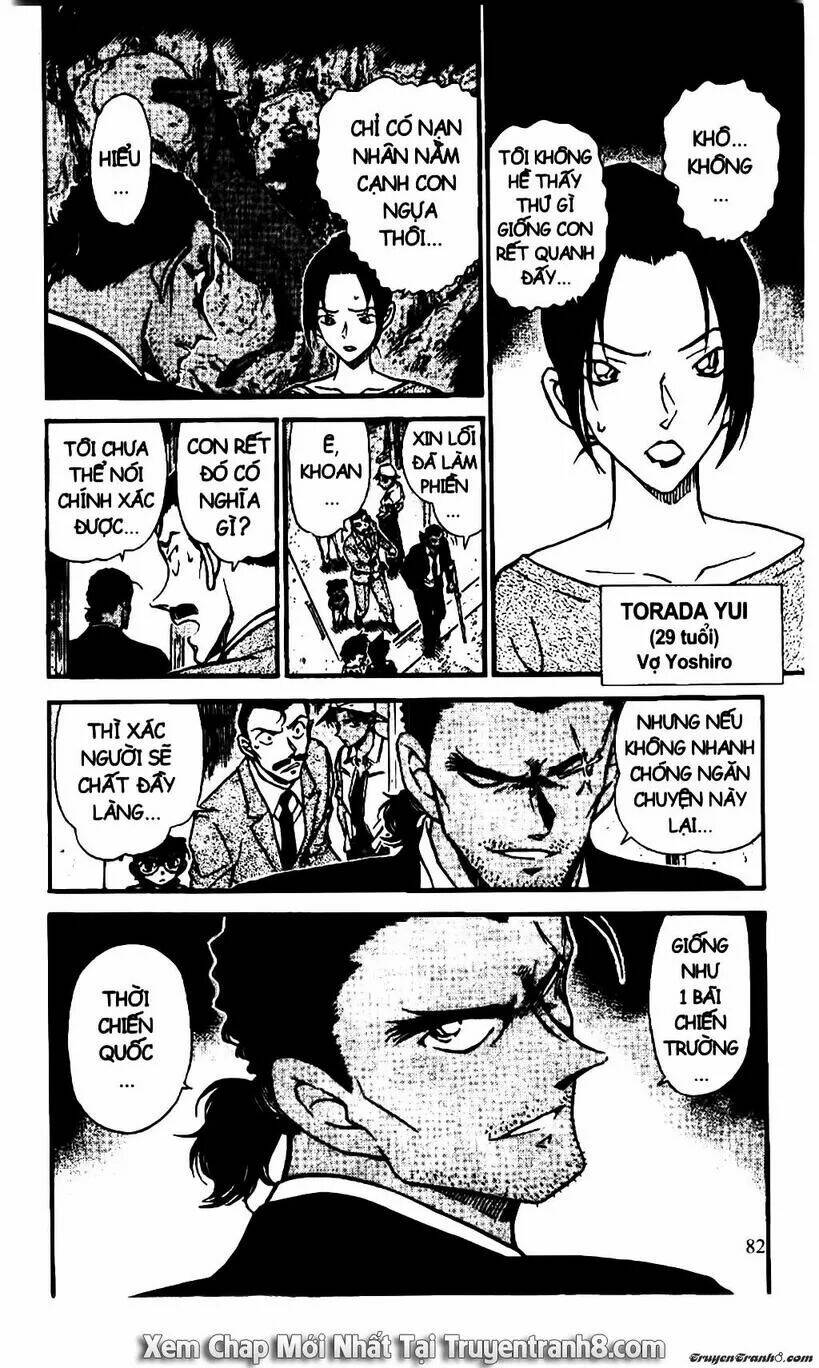 KHÔ...
KHÔNG
...
TÔI KHÔNG
HỀ THẤY
THỨ GÌ
GIỐNG CON
RẾT QUANH
ĐẤY...
TORADA YUI
(29 tuổi)
Vợ Yoshiro
CHỈ CÓ NẠN
NHÂN NẰM
CẠNH CON
NGỰA
THÔI...
HIỂU
...
XIN LỖI
ĐÃ LÀM
PHIỀN
...
Ê,
KHOAN
...
CON RẾT
ĐÓ CÓ
NGHĨA
GÌ?
TÔI CHƯA
THỂ NÓI
CHÍNH XÁC
ĐƯỢC...
NHƯNG NẾU
KHÔNG NHANH
CHÓNG NGĂN
CHUYỆN NÀY
LẠI...
THÌ XÁC
NGƯỜI SẼ
CHẤT ĐẦY
LÀNG...
GIỐNG
NHƯ
1 BÃI
CHIẾN
TRƯỜNG
...
THỜI
CHIẾN
QUỐC
...
82
Xem Chap Mới Nhất Tại Truyentranh8.com
TruyenTranh8.com